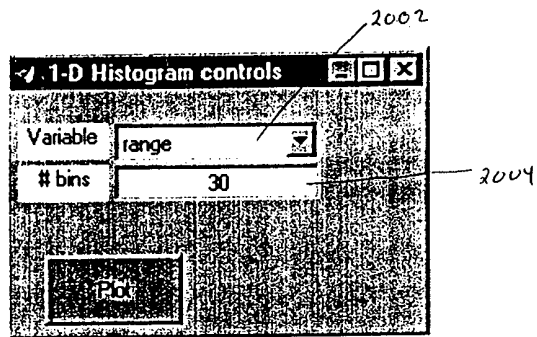 2002
1-D Histogram controls
Variable range
# bins 30
2004
Plot